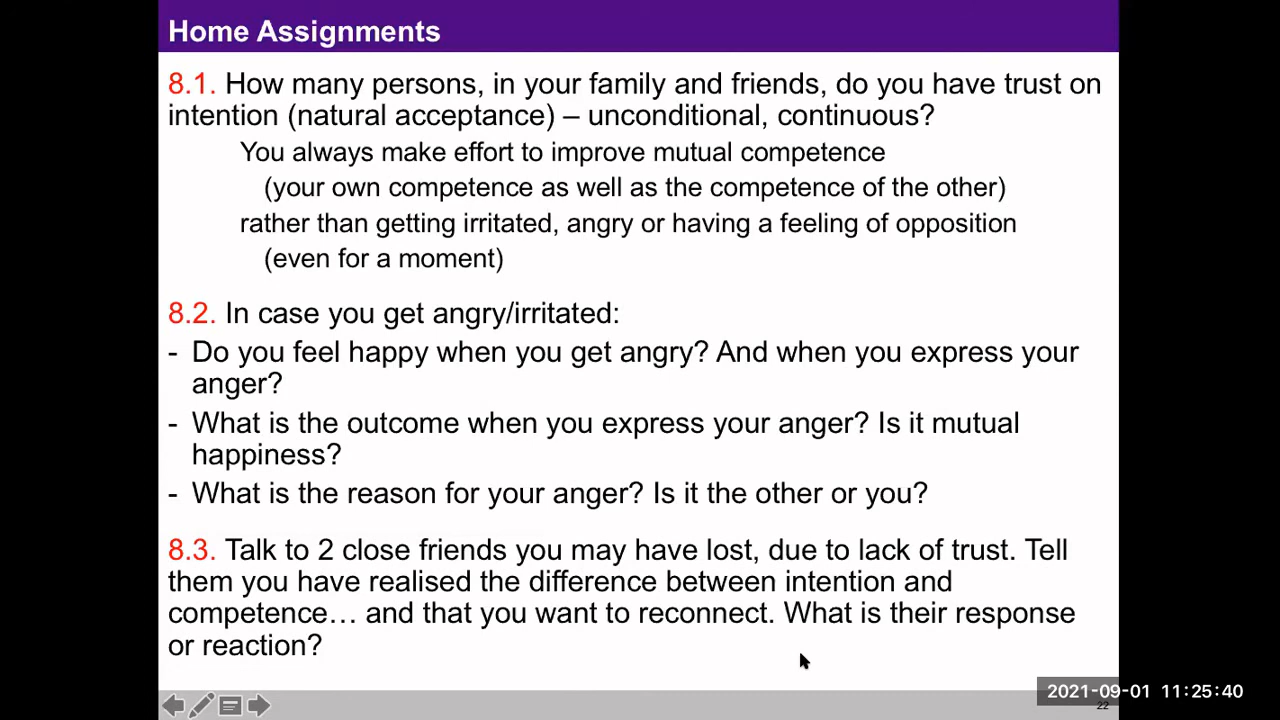 Home Assignments
8.1. How many persons, in your family and friends, do you have trust on
intention (natural acceptance) – unconditional, continuous?
You always make effort to improve mutual competence
(your own competence as well as the competence of the other)
rather than getting irritated, angry or having a feeling of opposition
(even for a moment)
8.2. In case you get angry/irritated:
- Do you feel happy when you get angry? And when you express your
anger?
- What is the outcome when you express your anger? Is it mutual
happiness?
- What is the reason for your anger? Is it the other or you?
8.3. Talk to 2 close friends you may have lost, due to lack of trust. Tell
them you have realised the difference between intention and
competence… and that you want to reconnect. What is their response
or reaction?
2021-09-01 11:25:40
22